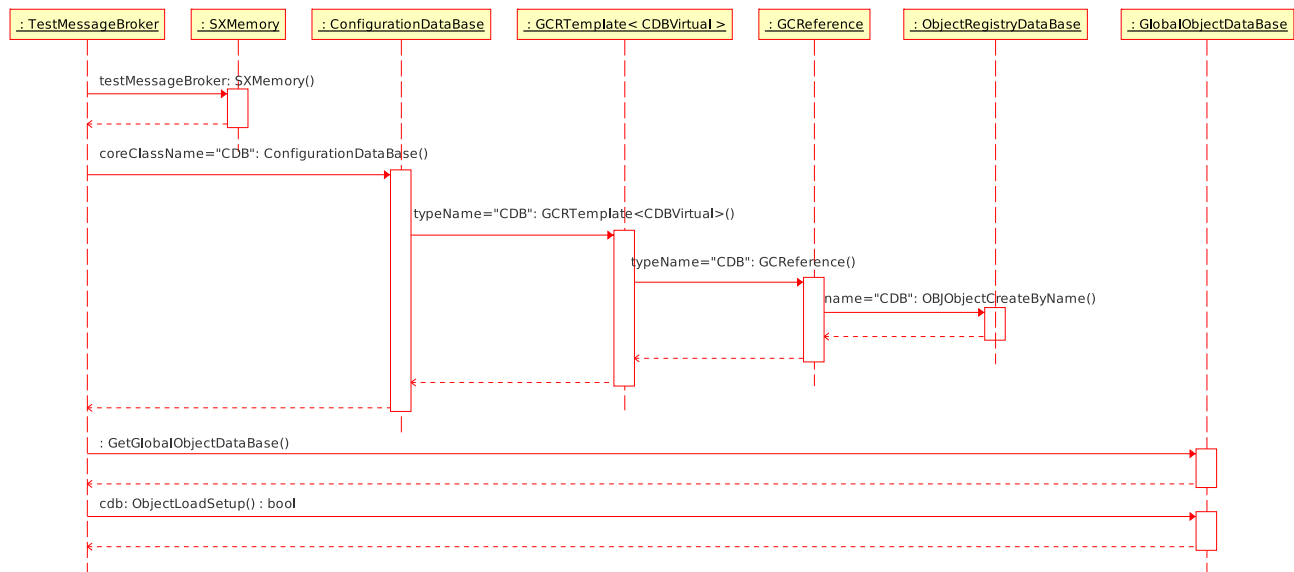 : TestMessageBroker
: SXMemory
: ConfigurationDataBase
: GCRTemplate< CDBVirtual >
: GCReference
: ObjectRegistryDataBase
: GlobalObjectDataBase
testMessageBroker: SXMemory()
coreClassName="CDB": ConfigurationDataBase()
typeName="CDB": GCRTemplate<CDBVirtual>()
typeName="CDB": GCReference()
name="CDB": OBJObjectCreateByName()
: GetGlobalObjectDataBase()
cdb: ObjectLoadSetup() : bool